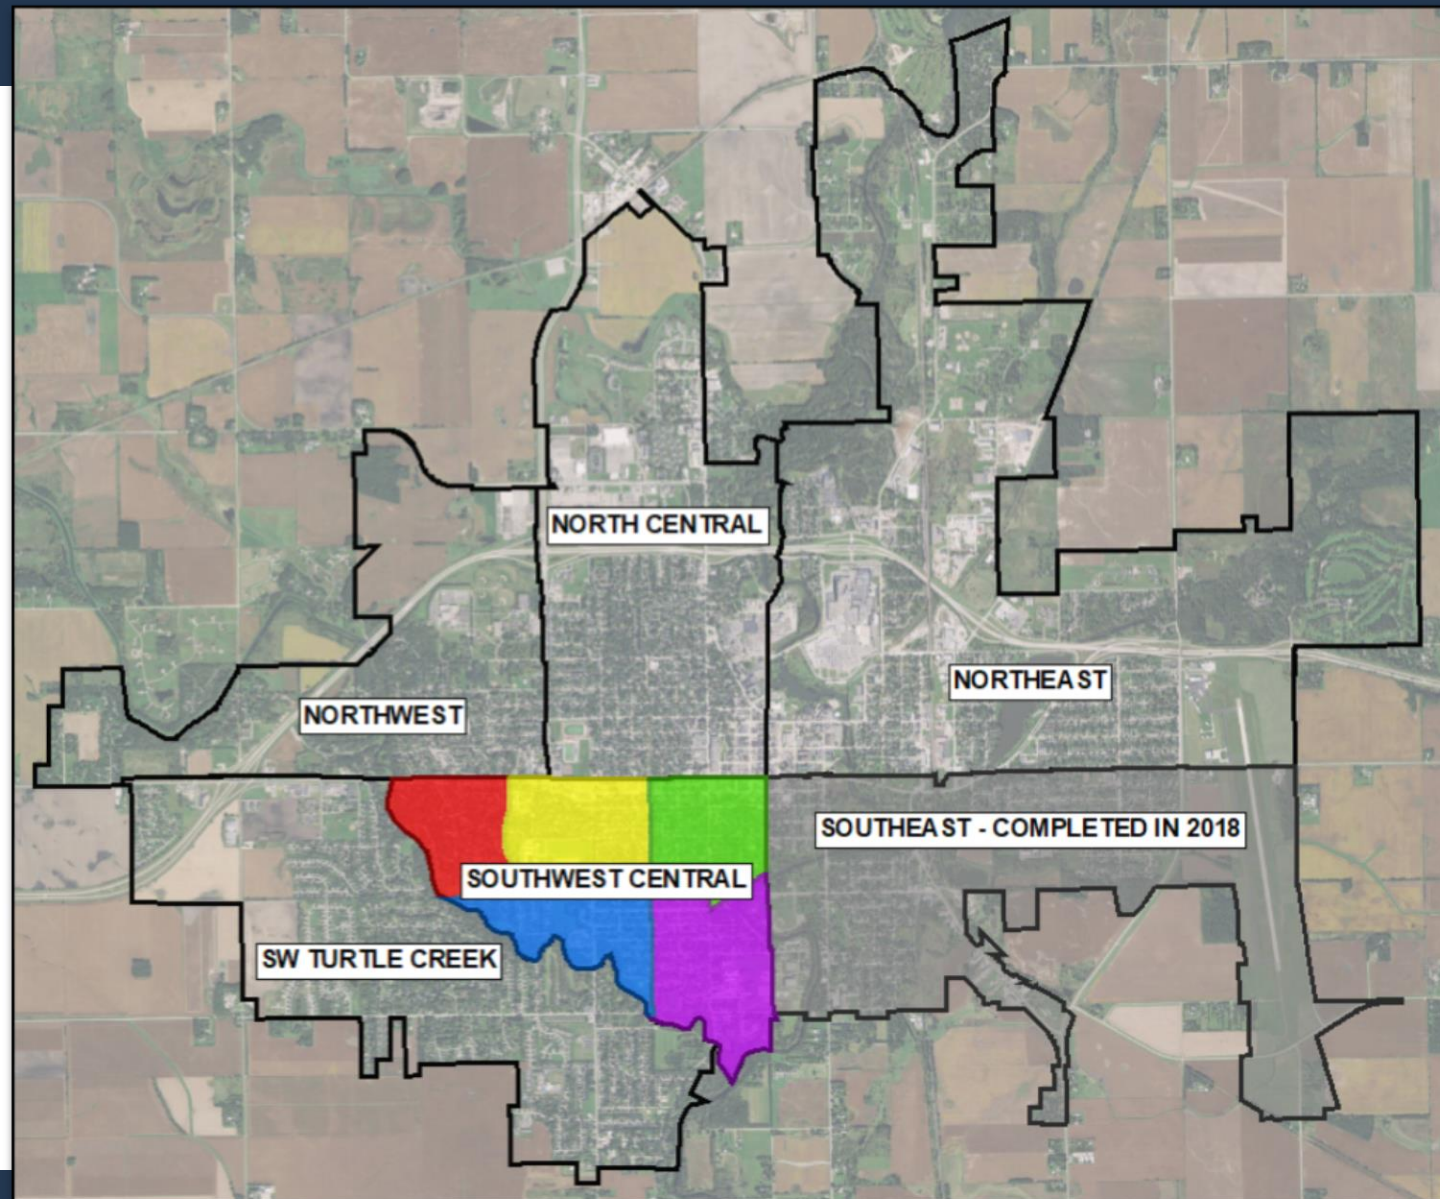 NORTH CENTRAL
NORTHEAST
NORTHWEST
SOUTHEAST - COMPLETED IN 2018
SOUTHWEST CENTRAL
SW TURTLE CREEK